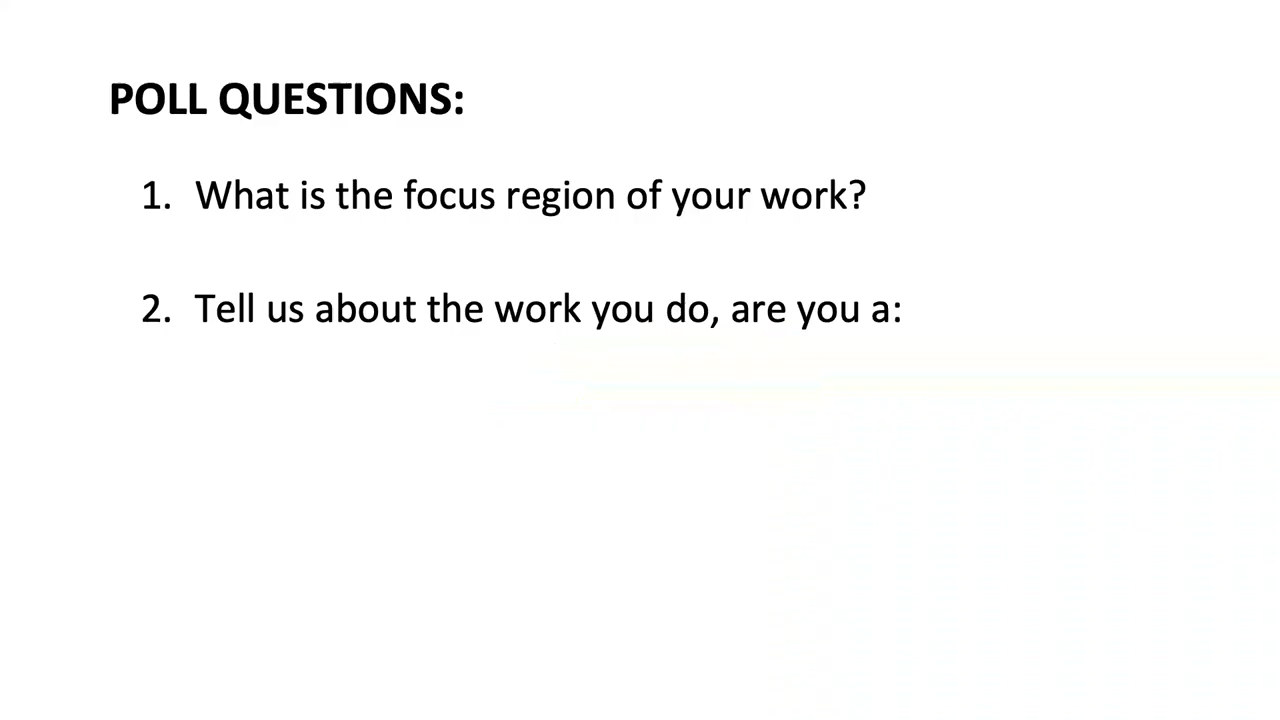 POLL QUESTIONS:
1. What is the focus region of your work?
2. Tell us about the work you do, are you a: